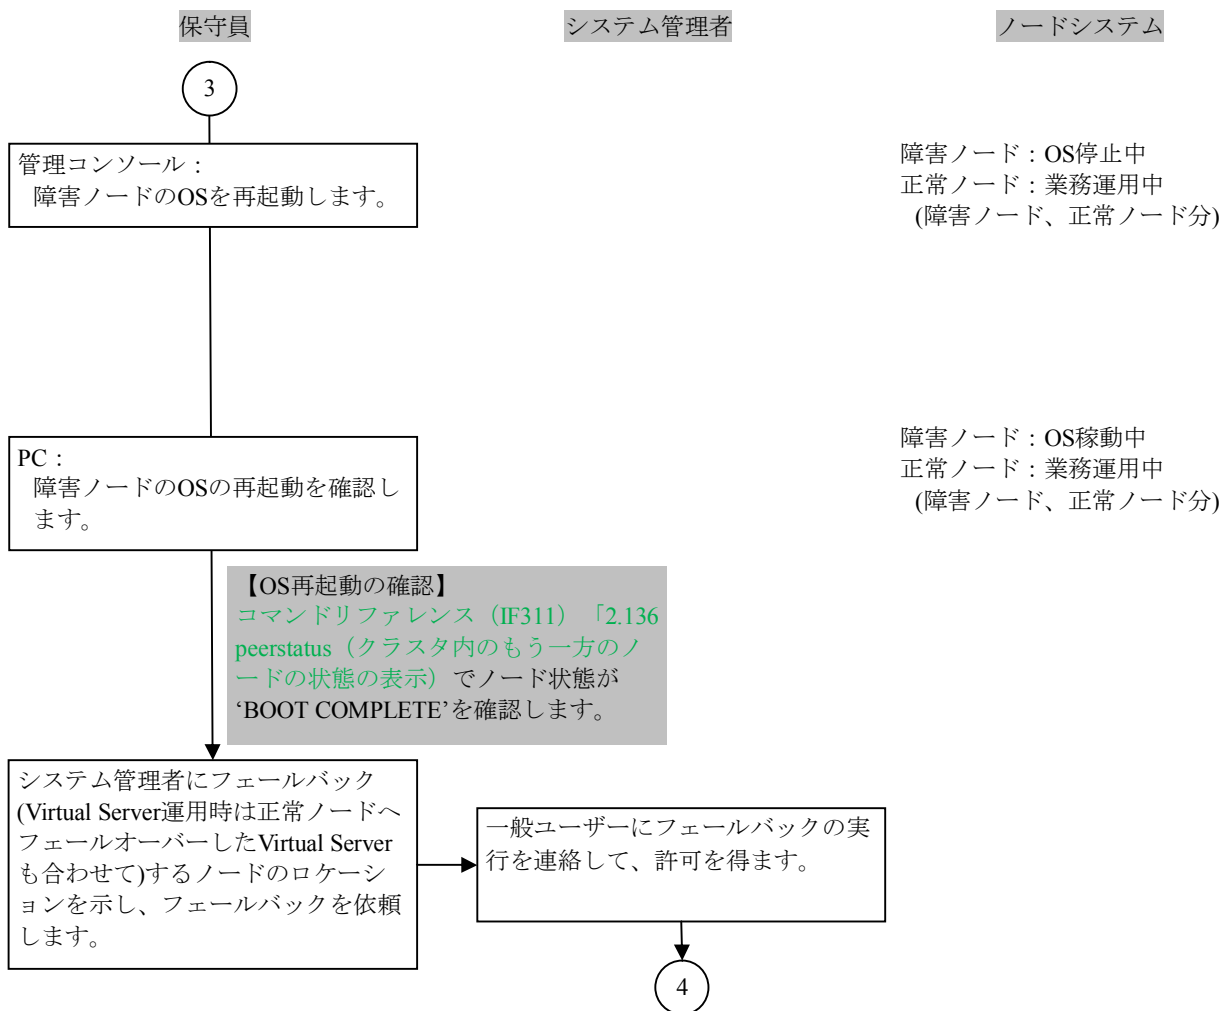 保守員
システム管理者
ノードシステム
3
管理コンソール：
障害ノードのOSを再起動します。
障害ノード：OS停止中
正常ノード：業務運用中
(障害ノード、正常ノード分)
PC：
障害ノードのOSの再起動を確認し
ます。
障害ノード：OS稼動中
正常ノード：業務運用中
(障害ノード、正常ノード分)
【OS再起動の確認】
コマンドリファレンス（IF311）「2.136
peerstatus（クラスタ内のもう一方のノ
ードの状態の表示）でノード状態が
‘BOOT COMPLETE’を確認します。
システム管理者にフェールバック
(Virtual Server運用時は正常ノードへ
フェールオーバーしたVirtual Server
も合わせて)するノードのロケーシ
ョンを示し、フェールバックを依頼
します。
一般ユーザーにフェールバックの実
行を連絡して、許可を得ます。
4